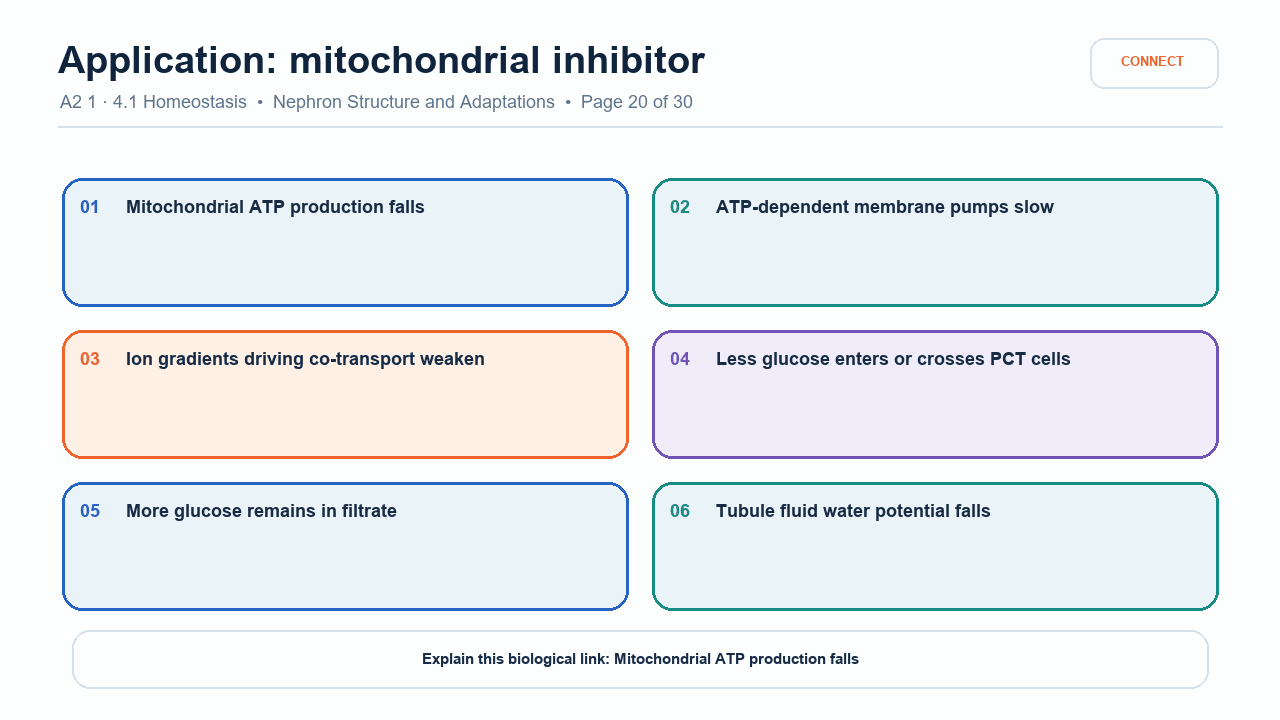 Application: mitochondrial inhibitor
CONNECT
A2 1 · 4.1 Homeostasis • Nephron Structure and Adaptations • Page 20 of 30
01 Mitochondrial ATP production falls
02 ATP-dependent membrane pumps slow
03 Ion gradients driving co-transport weaken
04 Less glucose enters or crosses PCT cells
05 More glucose remains in filtrate
06 Tubule fluid water potential falls
Explain this biological link: Mitochondrial ATP production falls